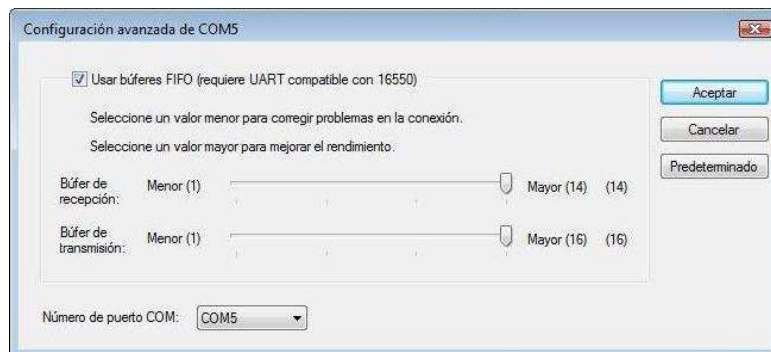 Configuración avanzada de COM5
Usar búferes FIFO (requiere UART compatible con 16550)
Seleccione un valor menor para corregir problemas en la conexión.
Seleccione un valor mayor para mejorar el rendimiento.
Búfer de
recepción:
Menor (1)
Mayor (14)
(14)
Búfer de
transmisión:
Menor (1)
Mayor (16)
(16)
Número de puerto COM:
COM5
Aceptar
Cancelar
Predeterminado